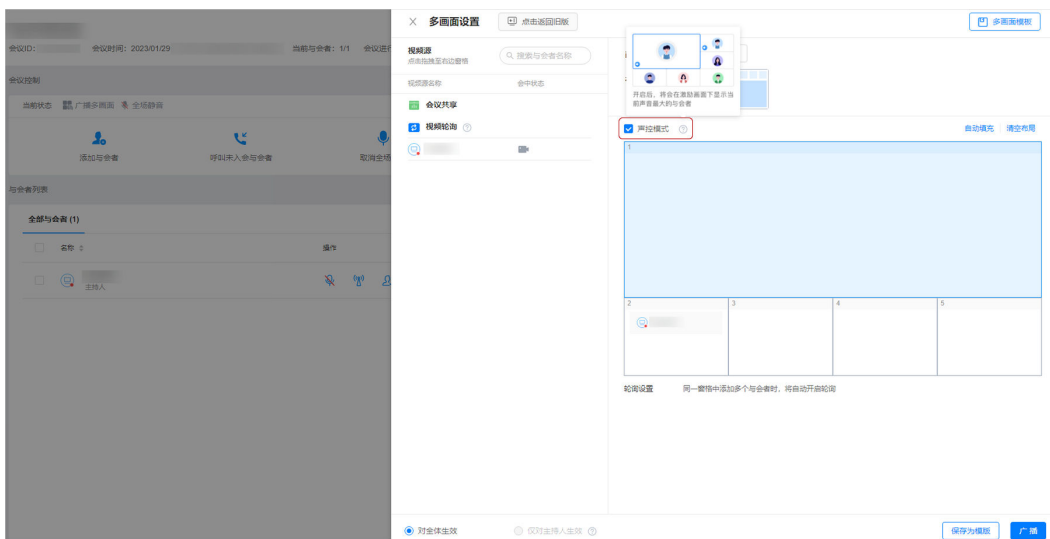 多画面设置
点击返回旧版
多画面模板
会议ID:
会议时间: 2023/01/29
当前与会者: 1/1
会议进行
视频源
点击拖拽至右边窗格
搜索与会者名称
视频源名称
会中状态
会议控制
开启后，将会在激励画面下显示当
前声音最大的与会者
当前状态
广播多画面
全场静音
会议共享
视频轮询
声控模式
自动填充
清空布局
添加与会者
呼叫未入会与会者
取消全场
1
与会者列表
全部与会者 (1)
名称
操作
主持人
2
3
4
5
轮询设置
同一窗格中添加多个与会者时，将自动开启轮询
对全体生效
仅对主持人生效
保存为模版
广播